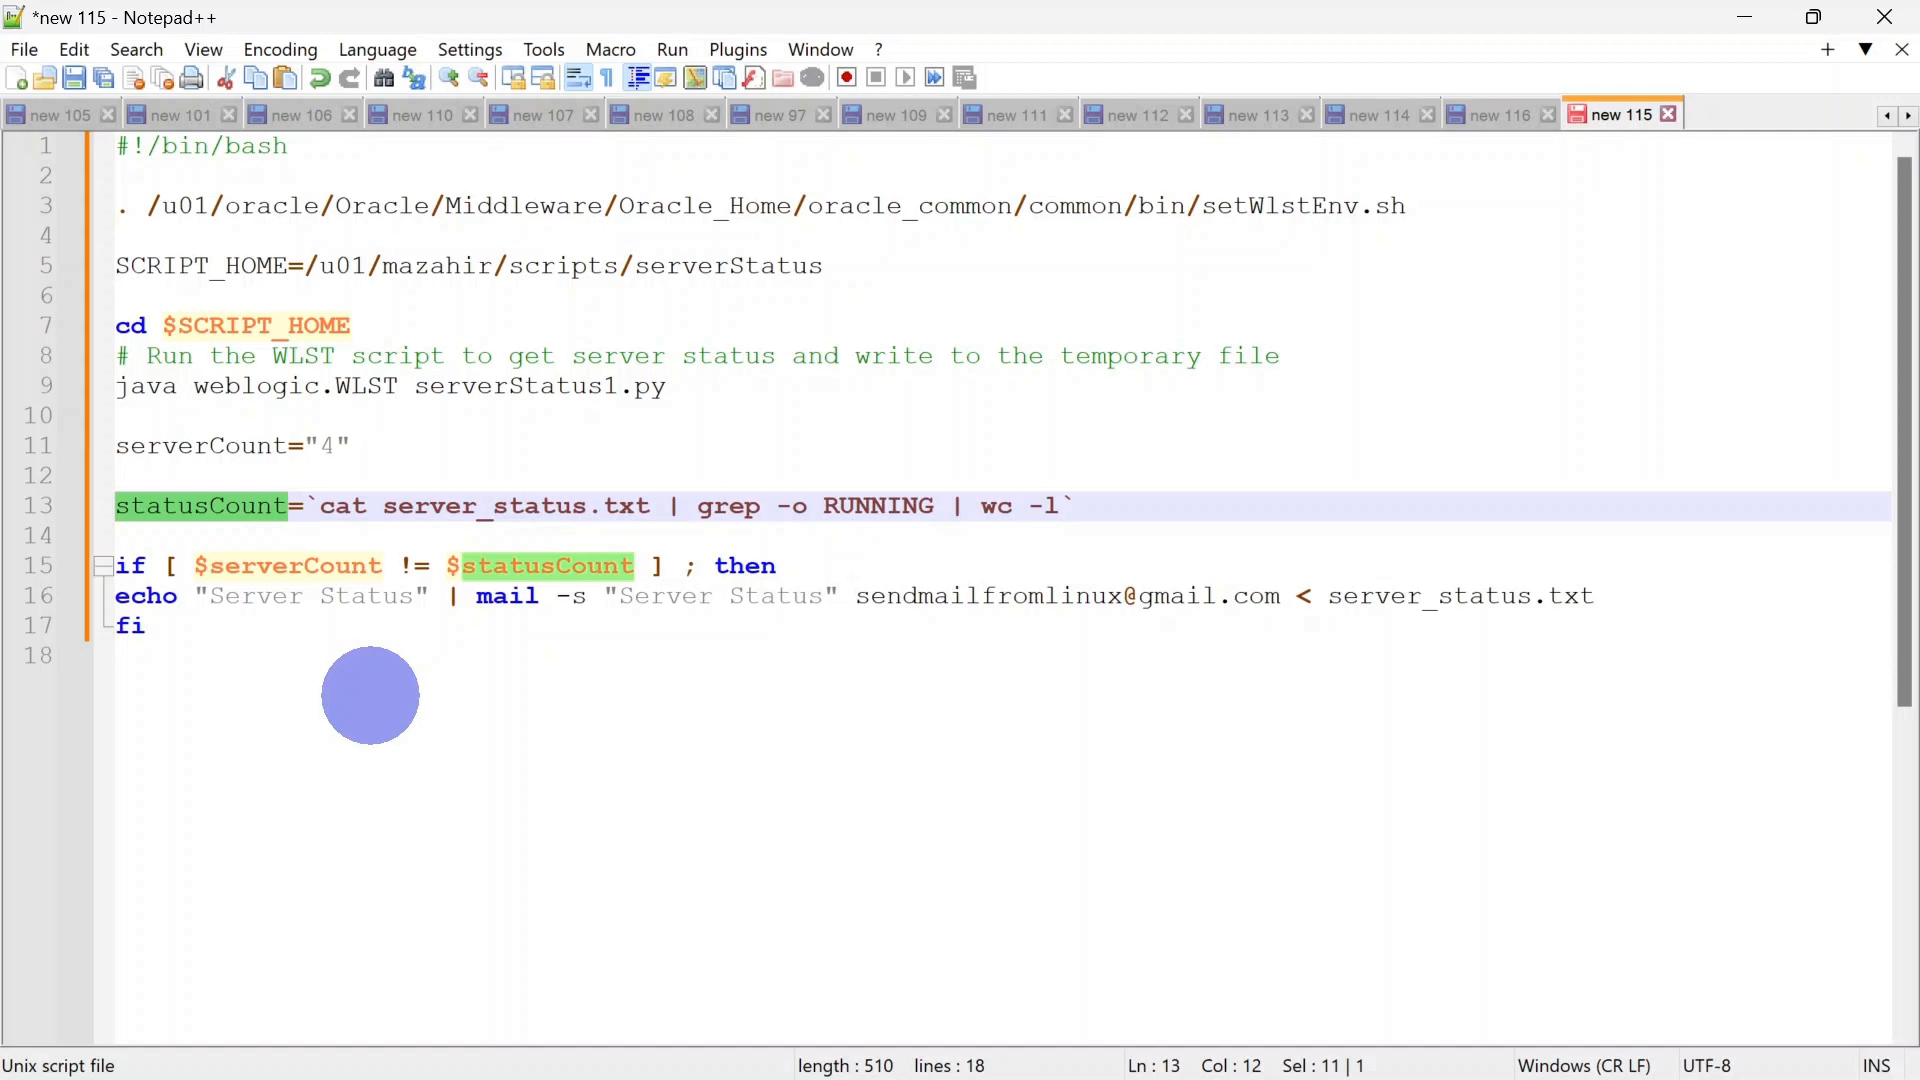 *new 115 - Notepad++
File Edit Search View Encoding Language Settings Tools Macro Run Plugins Window ?
new 105 new 101 new 106 new 110 new 107 new 108 new 97 new 109 new 111 new 112 new 113 new 114 new 116 new 115
1 #!/bin/bash
2
3 . /u01/oracle/Oracle/Middleware/Oracle_Home/oracle_common/common/bin/setWlstEnv.sh
4
5 SCRIPT_HOME=/u01/mazahir/scripts/serverStatus
6
7 cd $SCRIPT_HOME
8 # Run the WLST script to get server status and write to the temporary file
9 java weblogic.WLST serverStatus1.py
10
11 serverCount="4"
12
13 statusCount=`cat server_status.txt | grep -o RUNNING | wc -l`
14
15 if [ $serverCount != $statusCount ] ; then
16 echo "Server Status" | mail -s "Server Status" sendmailfromlinux@gmail.com < server_status.txt
17 fi
18
Unix script file length : 510 lines : 18 Ln : 13 Col : 12 Sel : 11 | 1 Windows (CR LF) UTF-8 INS